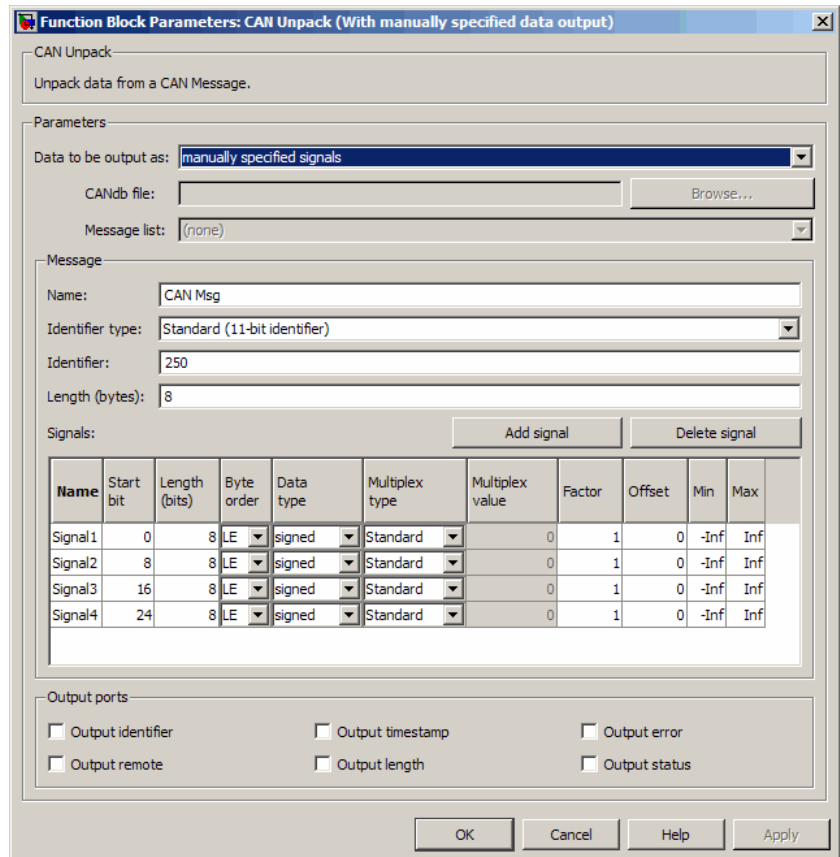 Function Block Parameters: CAN Unpack (With manually specified data output)
CAN Unpack
Unpack data from a CAN Message.
Parameters
Data to be output as: manually specified signals
CANdb file: Browse...
Message list: (none)
Message
Name: CAN Msg
Identifier type: Standard (11-bit identifier)
Identifier: 250
Length (bytes): 8
Signals: Add signal Delete signal
Name Start bit Length (bits) Byte order Data type Multiplex type Multiplex value Factor Offset Min Max
Signal1 0 8 LE signed Standard 0 1 0 -Inf Inf
Signal2 8 8 LE signed Standard 0 1 0 -Inf Inf
Signal3 16 8 LE signed Standard 0 1 0 -Inf Inf
Signal4 24 8 LE signed Standard 0 1 0 -Inf Inf
Output ports
Output identifier Output timestamp Output error
Output remote Output length Output status
OK Cancel Help Apply